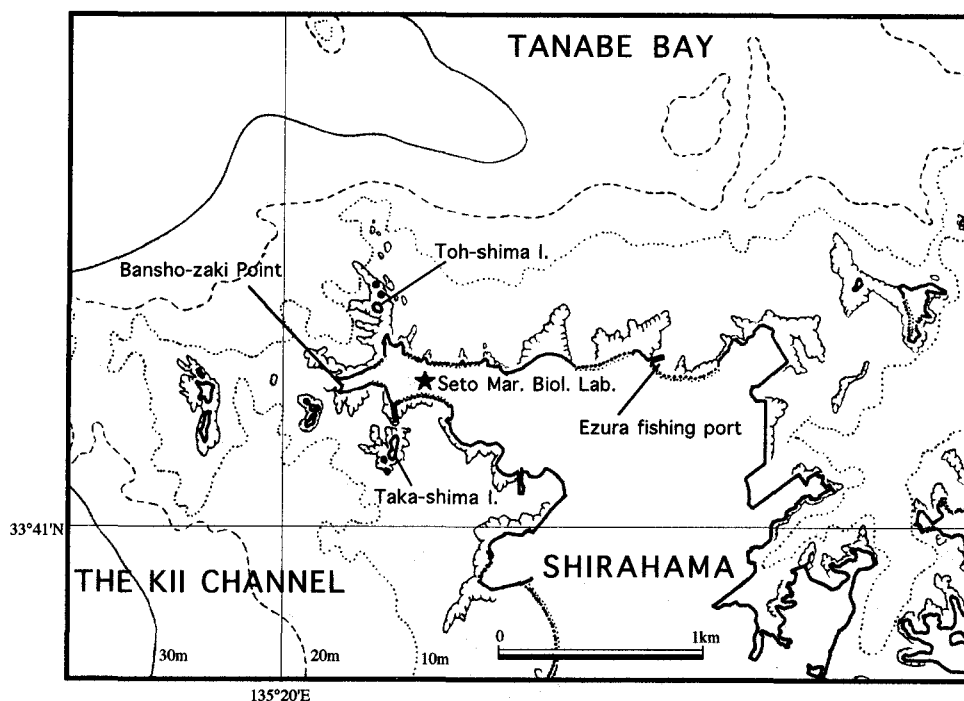 TANABE BAY
Toh-shima I.
Bansho-zaki Point
Seto Mar. Biol. Lab.
Ezura fishing port
Taka-shima I.
33°41'N
THE KII CHANNEL
SHIRAHAMA
0 1km
30m 20m 10m
135°20'E